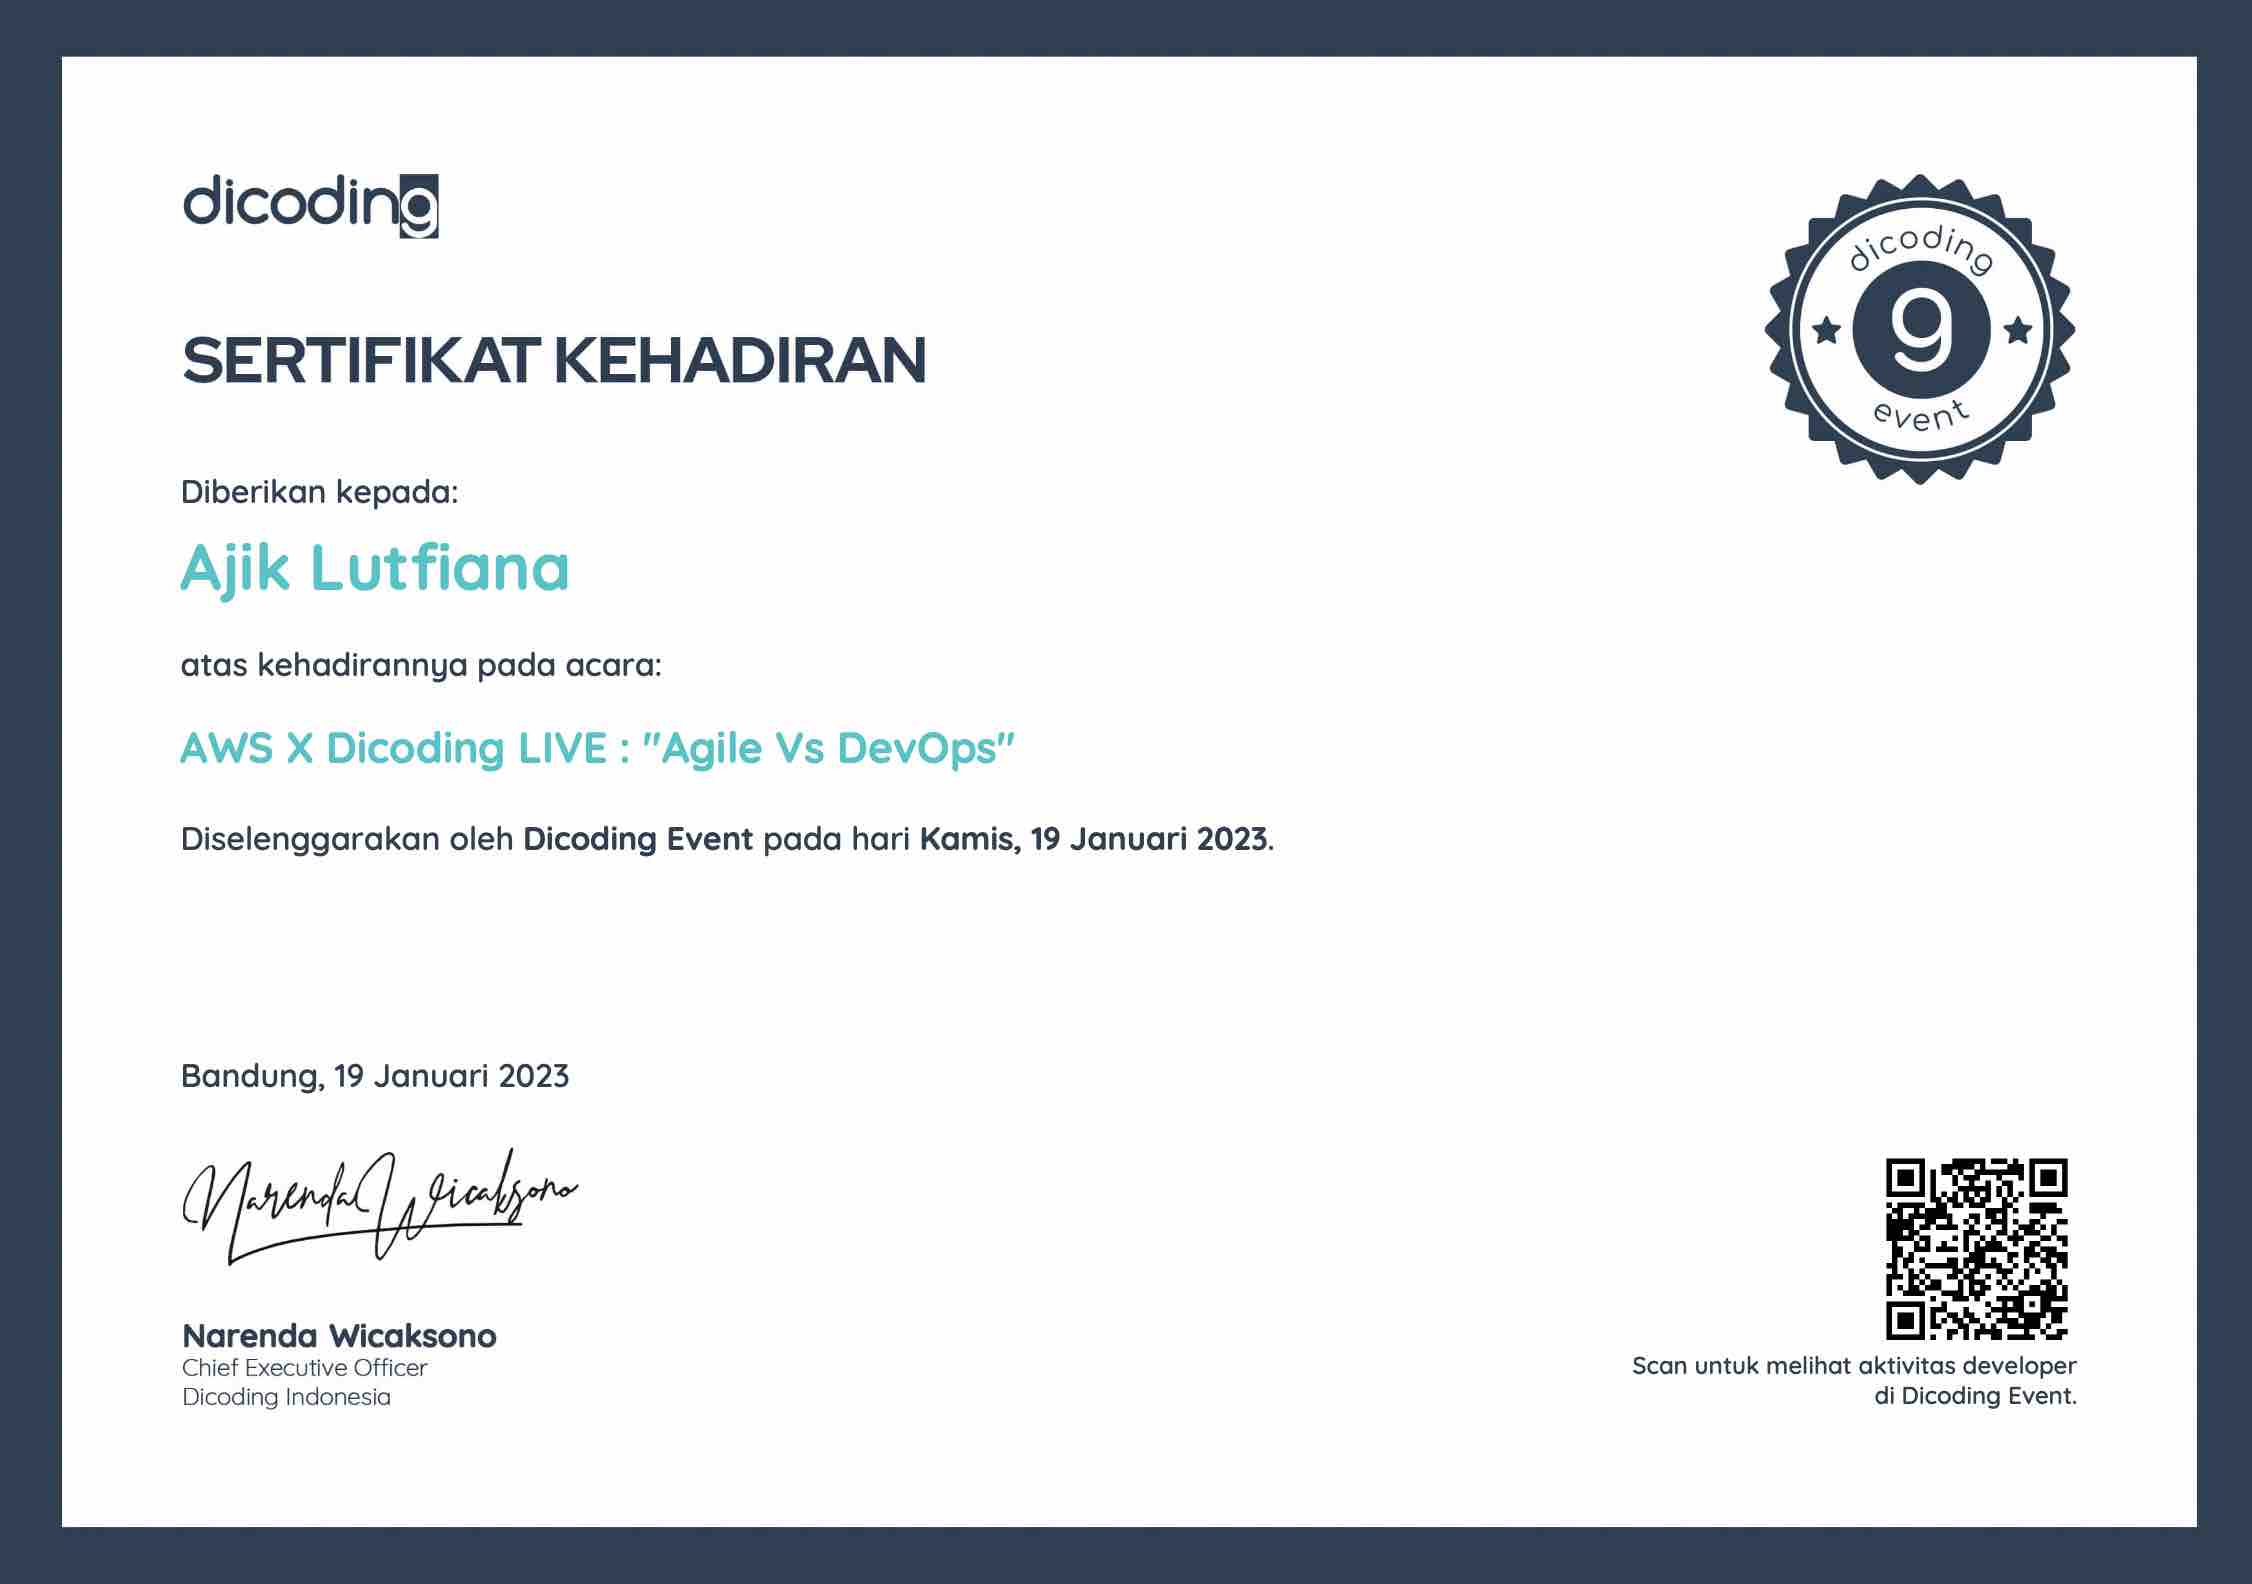 dicoding
SERTIFIKAT KEHADIRAN
dicoding
g
event
Diberikan kepada:
Ajik Lutfiana
atas kehadirannya pada acara:
AWS X Dicoding LIVE : "Agile Vs DevOps"
Diselenggarakan oleh Dicoding Event pada hari Kamis, 19 Januari 2023.
Bandung, 19 Januari 2023
Narenda Wicaksono
Narenda Wicaksono
Chief Executive Officer
Dicoding Indonesia
Scan untuk melihat aktivitas developer
di Dicoding Event.